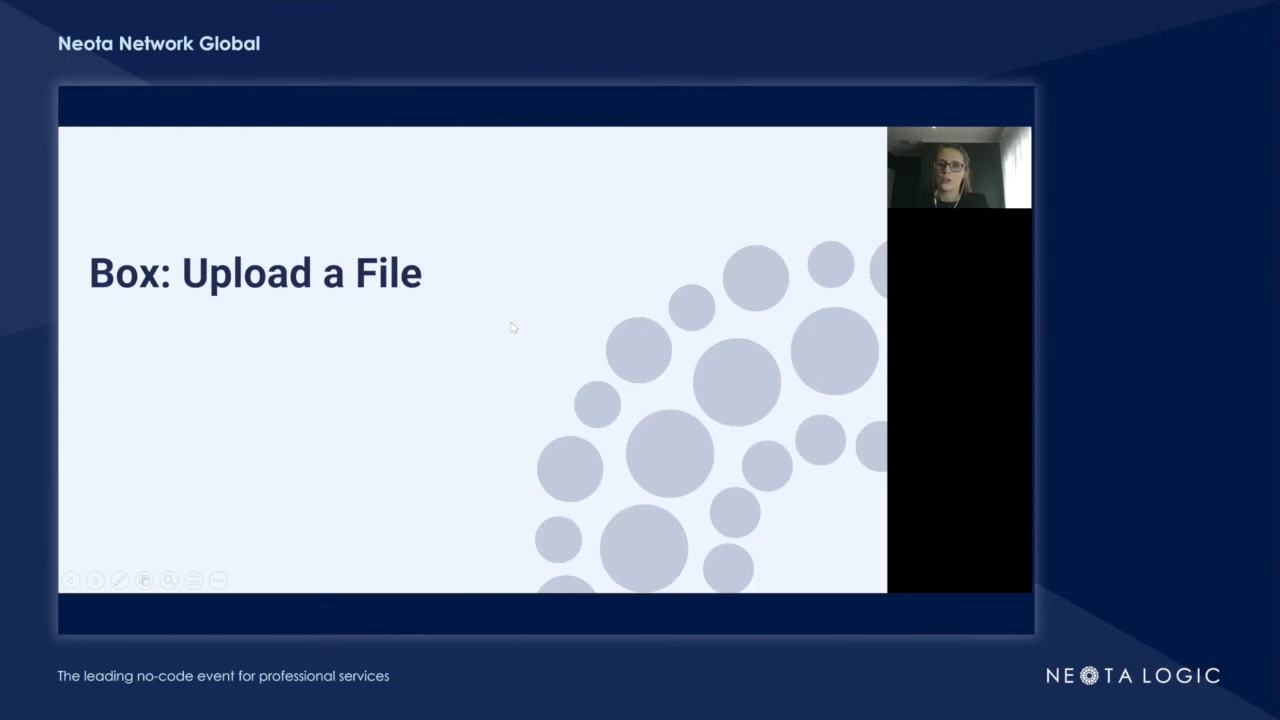 Neota Network Global
Box: Upload a File
The leading no-code event for professional services
NEOTA LOGIC